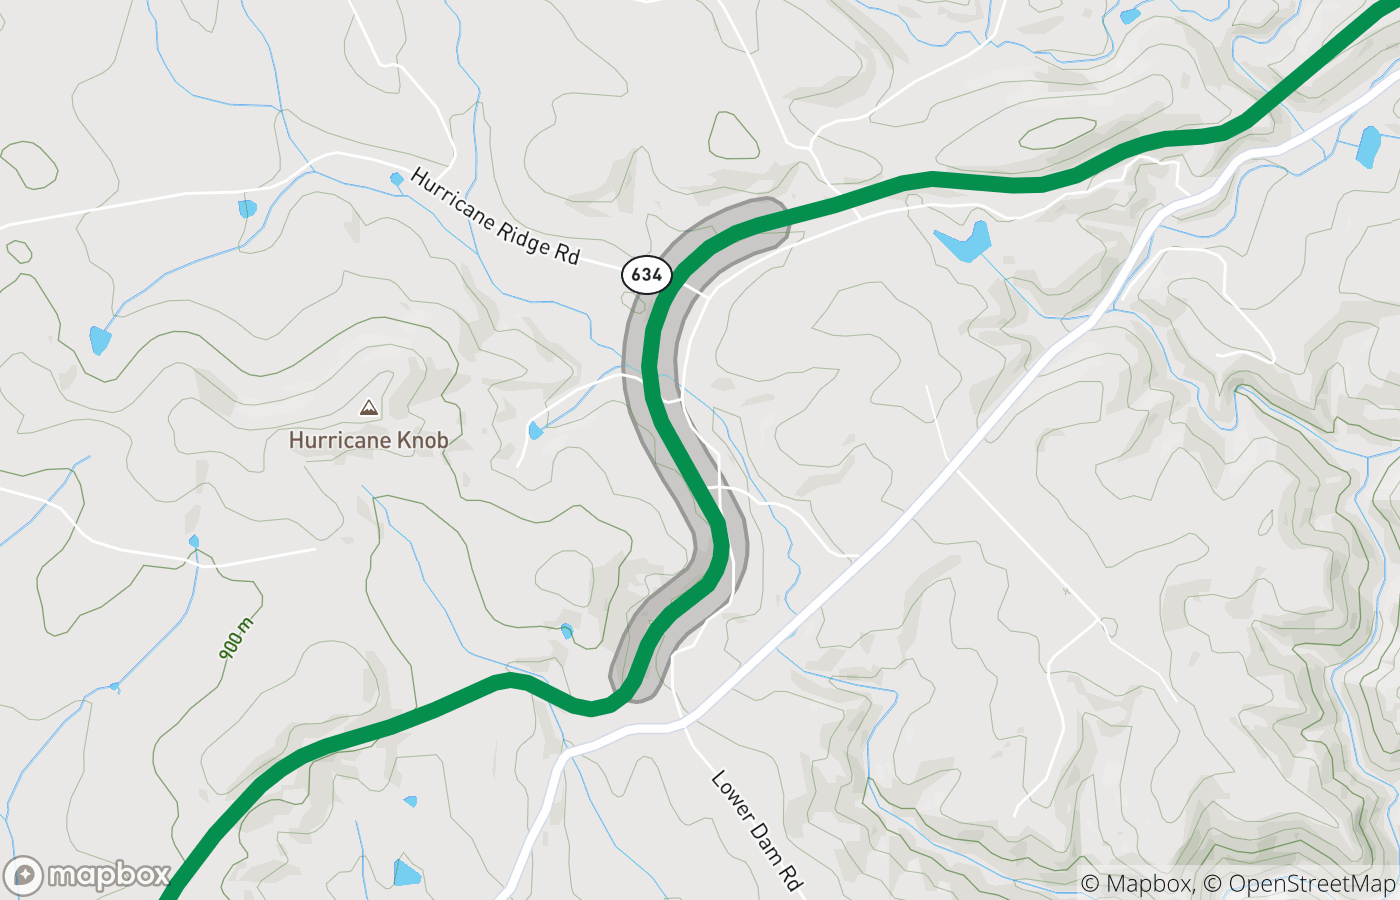 Hurricane Ridge Rd
634
Hurricane Knob
900 m
Lower Dam Rd
mapbox
© Mapbox, © OpenStreetMap